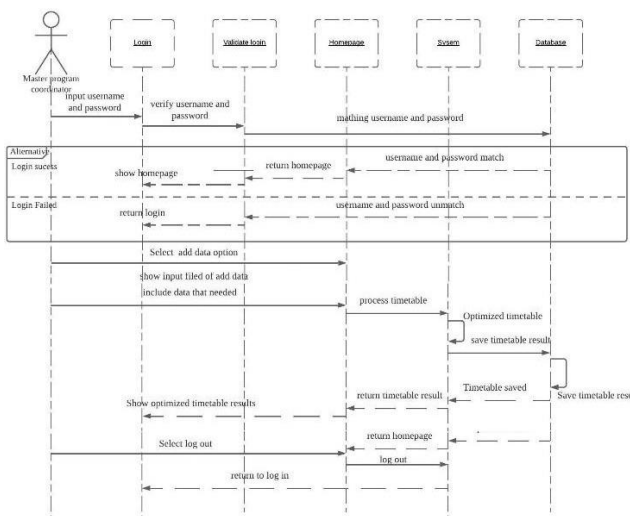 Login
Validate login
Homepage
Svsem
Database
Master program
coordinator
input username
and password
verify username and
password
mathing username and password
Alternative
Login sucess
show homepage
return homepage
username and password match
Login Failed
return login
username and password unmatch
Select add data option
show input filed of add data
include data that needed
process timetable
Optimized timetable
save timetable result
Timetable saved
Save timetable resu
return timetable result
Show optimized timetable results
return homepage
Select log out
log out
return to log in